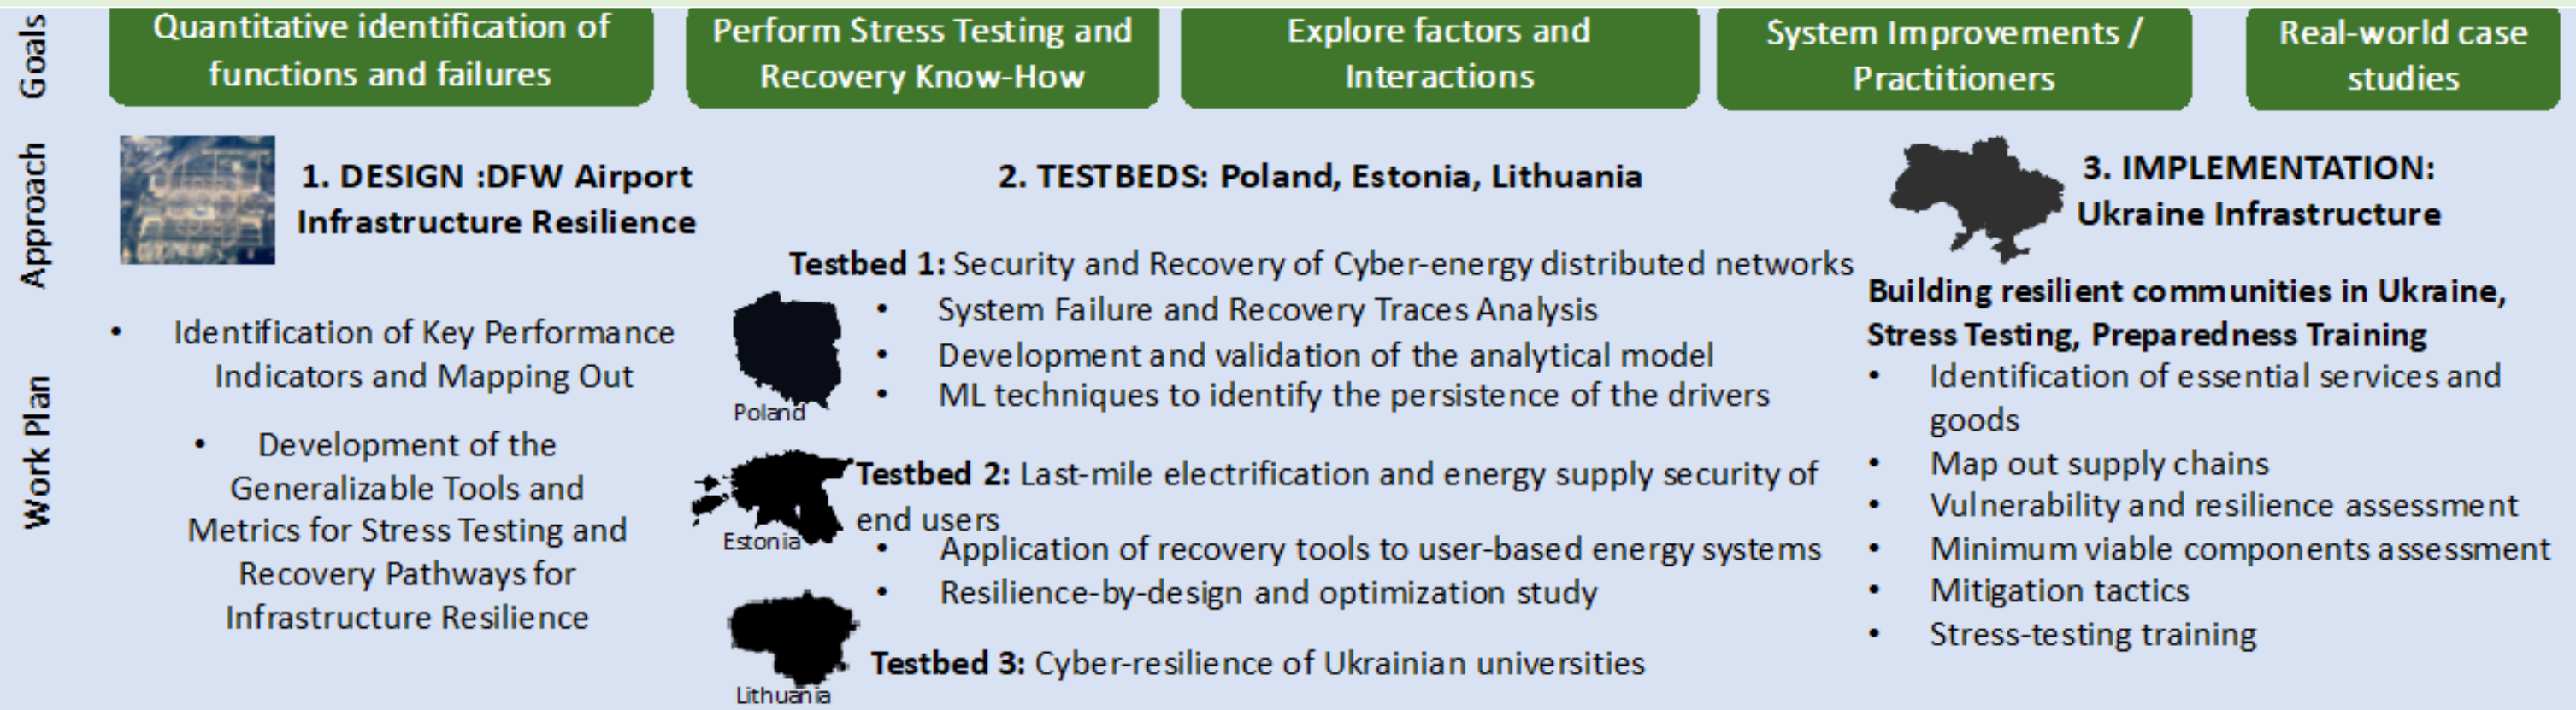 Goals
Quantitative identification of
functions and failures
Perform Stress Testing and
Recovery Know-How
Explore factors and
Interactions
System Improvements /
Practitioners
Real-world case
studies
Approach
1. DESIGN :DFW Airport
Infrastructure Resilience
2. TESTBEDS: Poland, Estonia, Lithuania
3. IMPLEMENTATION:
Ukraine Infrastructure
Work Plan
• Identification of Key Performance
Indicators and Mapping Out
• Development of the
Generalizable Tools and
Metrics for Stress Testing and
Recovery Pathways for
Infrastructure Resilience
Testbed 1: Security and Recovery of Cyber-energy distributed networks
• System Failure and Recovery Traces Analysis
• Development and validation of the analytical model
• ML techniques to identify the persistence of the drivers
Poland
Testbed 2: Last-mile electrification and energy supply security of
end users
Estonia
• Application of recovery tools to user-based energy systems
• Resilience-by-design and optimization study
Testbed 3: Cyber-resilience of Ukrainian universities
Lithuania
Building resilient communities in Ukraine,
Stress Testing, Preparedness Training
• Identification of essential services and
goods
• Map out supply chains
• Vulnerability and resilience assessment
• Minimum viable components assessment
• Mitigation tactics
• Stress-testing training